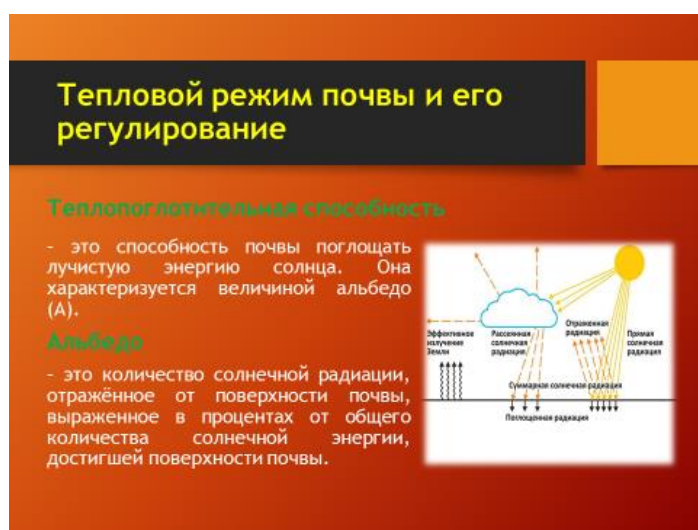 Тепловой режим почвы и его
регулирование
Теплопоглотительная способность
– это способность почвы поглощать
лучистую энергию солнца. Она
характеризуется величиной альбедо
(А).
Альбедо
– это количество солнечной радиации,
отражённое от поверхности почвы,
выраженное в процентах от общего
количества солнечной энергии,
достигшей поверхности почвы.
Эффективное
излучение
Земли
Рассеянная
солнечная
радиация
Отраженная
радиация
Прямая
солнечная
радиация
Суммарная солнечная радиация
Поглощенная радиация